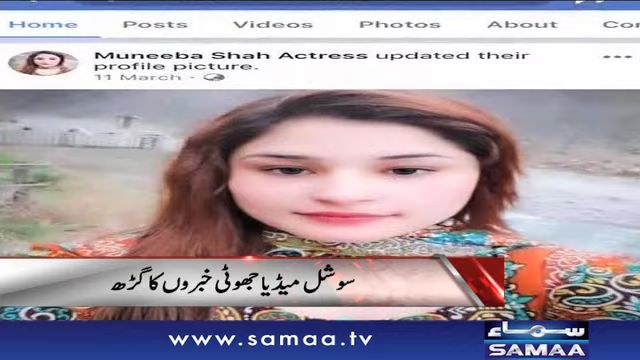 Home Posts Videos Photos About Con
Muneeba Shah Actress updated their
profile picture.
11 March
سوشل میڈیا جھوٹی خبروں کا گڑھ
www.samaa.tv
سماء
SAMAA